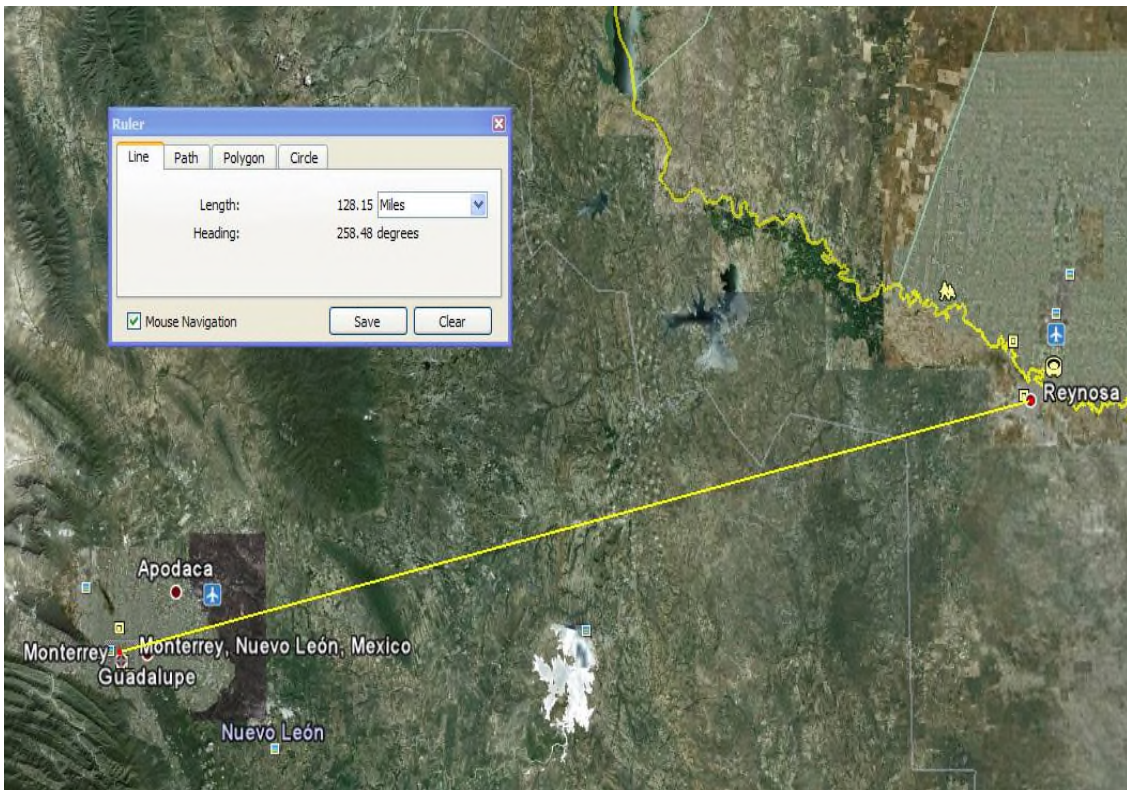 Ruler
Line Path Polygon Circle
Length: 128.15 Miles
Heading: 258.48 degrees
Mouse Navigation Save Clear
Reynosa
Apodaca
Monterrey Monterrey, Nuevo León, Mexico
Guadalupe
Nuevo León